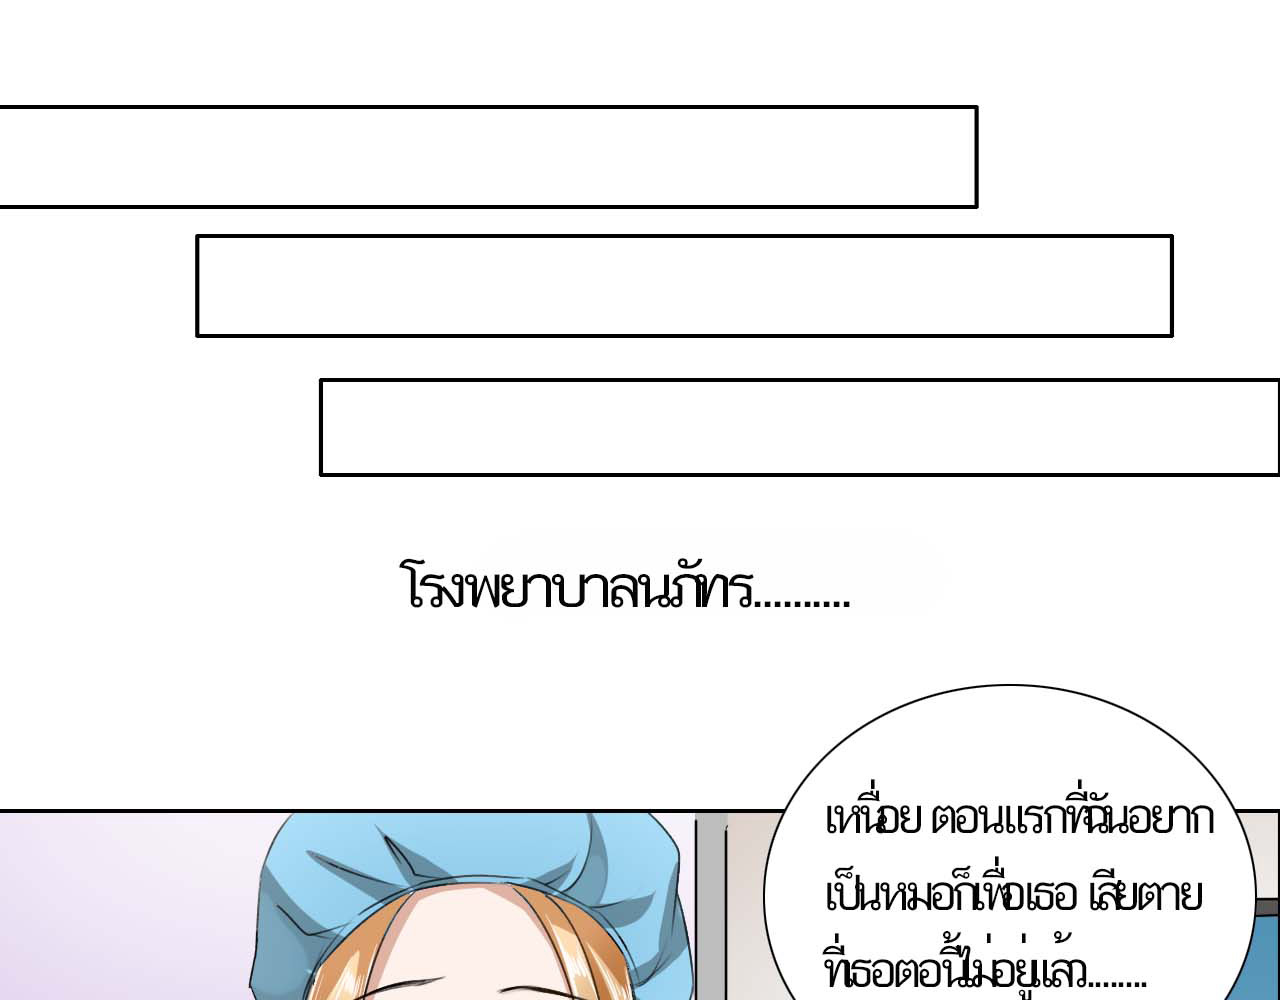 โรงพยาบาลนภัทร..........
เหนื่อย ตอนแรกที่ฉันอยาก
เป็นหมอก็เพื่อเธอ เสียดาย
ที่เธอตอนี้ไม่อยู่แล้ว........